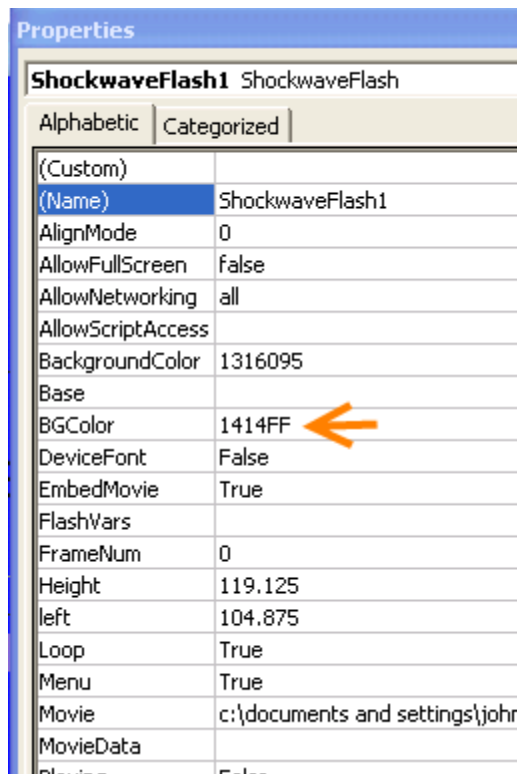 Properties
ShockwaveFlash1 ShockwaveFlash
Alphabetic Categorized
(Custom)
(Name) ShockwaveFlash1
AlignMode 0
AllowFullScreen false
AllowNetworking all
AllowScriptAccess
BackgroundColor 1316095
Base
BGColor 1414FF
DeviceFont False
EmbedMovie True
FlashVars
FrameNum 0
Height 119.125
left 104.875
Loop True
Menu True
Movie c:\documents and settings\john
MovieData
Playing False